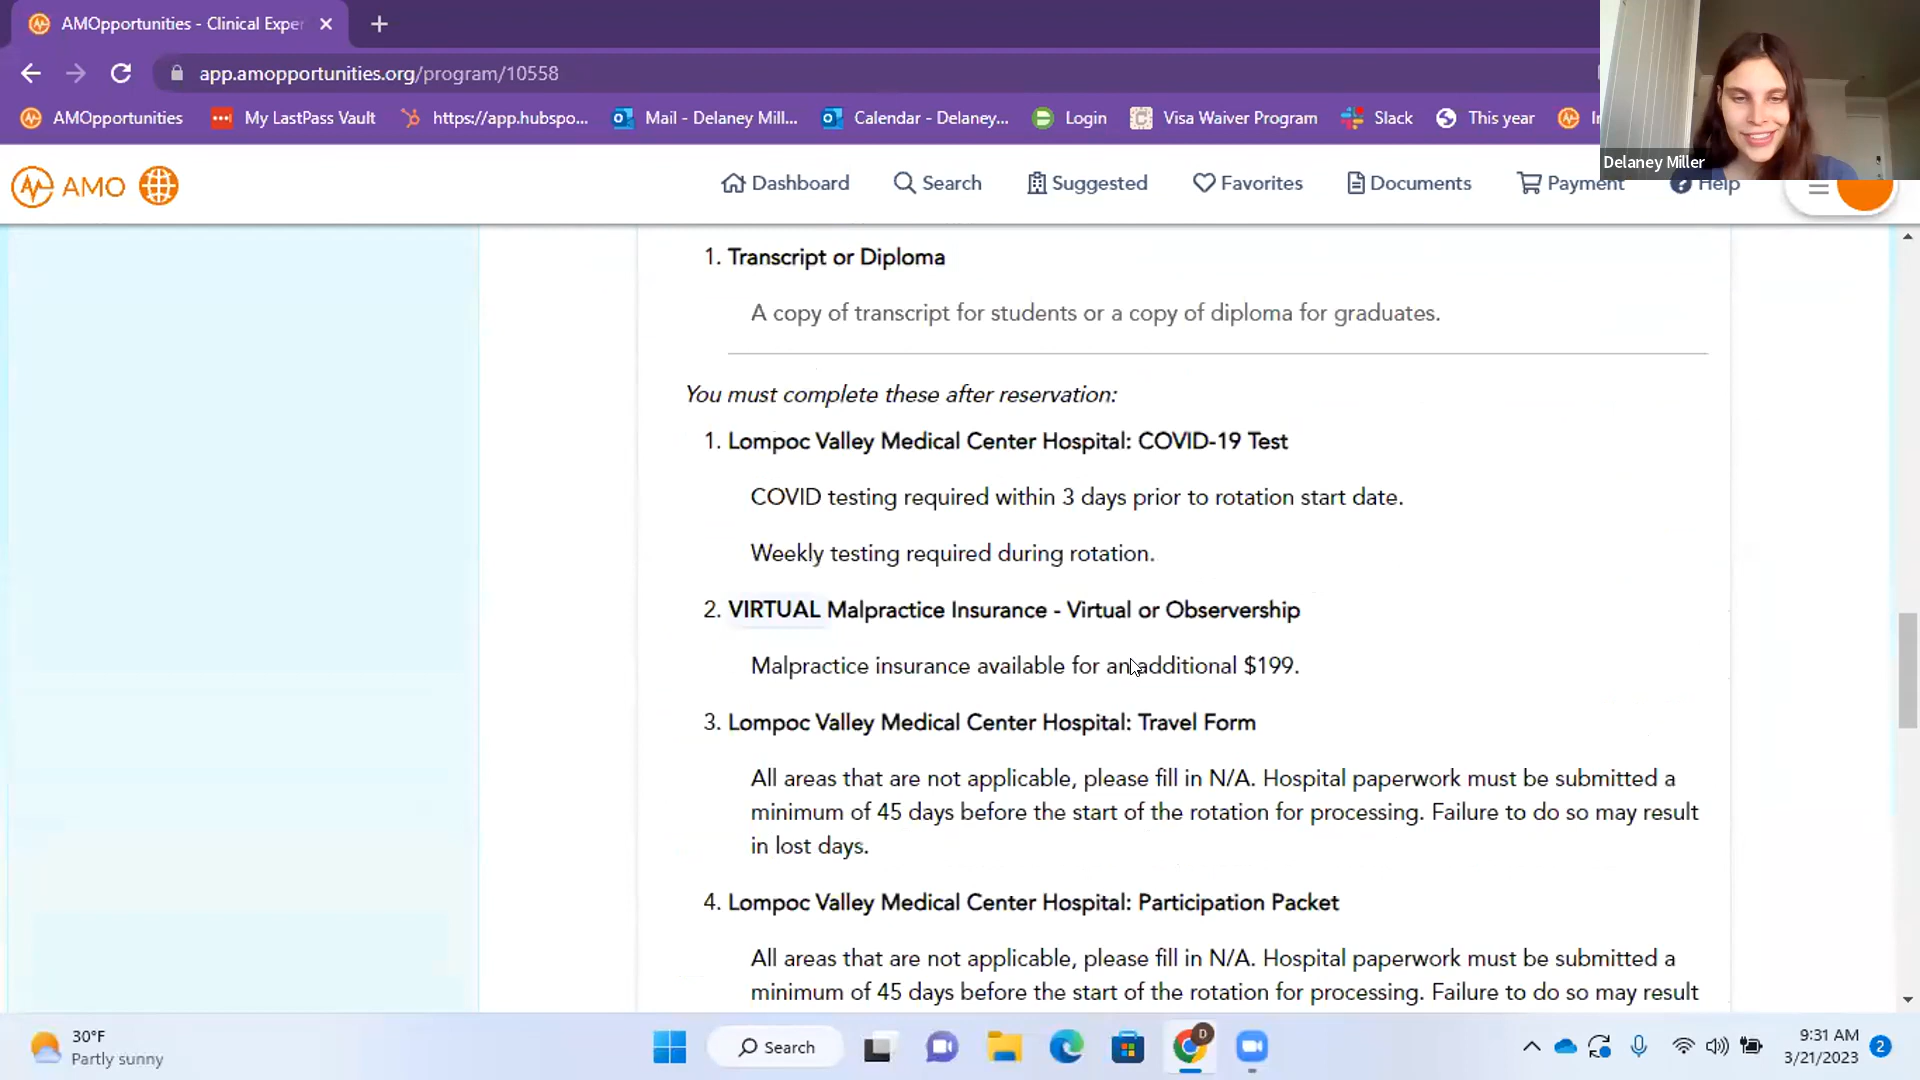 AMOpportunities - Clinical Exper
app.amopportunities.org/program/10558
AMOpportunities
My LastPass Vault
https://app.hubspo...
Mail - Delaney Mill...
Calendar - Delaney...
Login
Visa Waiver Program
Slack
This year
Delaney Miller
AMO
Dashboard
Search
Suggested
Favorites
Documents
Payment
Help
1. Transcript or Diploma
A copy of transcript for students or a copy of diploma for graduates.
You must complete these after reservation:
1. Lompoc Valley Medical Center Hospital: COVID-19 Test
COVID testing required within 3 days prior to rotation start date.
Weekly testing required during rotation.
2. VIRTUAL Malpractice Insurance - Virtual or Observership
Malpractice insurance available for an additional $199.
3. Lompoc Valley Medical Center Hospital: Travel Form
All areas that are not applicable, please fill in N/A. Hospital paperwork must be submitted a
minimum of 45 days before the start of the rotation for processing. Failure to do so may result
in lost days.
4. Lompoc Valley Medical Center Hospital: Participation Packet
All areas that are not applicable, please fill in N/A. Hospital paperwork must be submitted a
minimum of 45 days before the start of the rotation for processing. Failure to do so may result
30°F
Partly sunny
Search
D
9:31 AM
3/21/2023
2